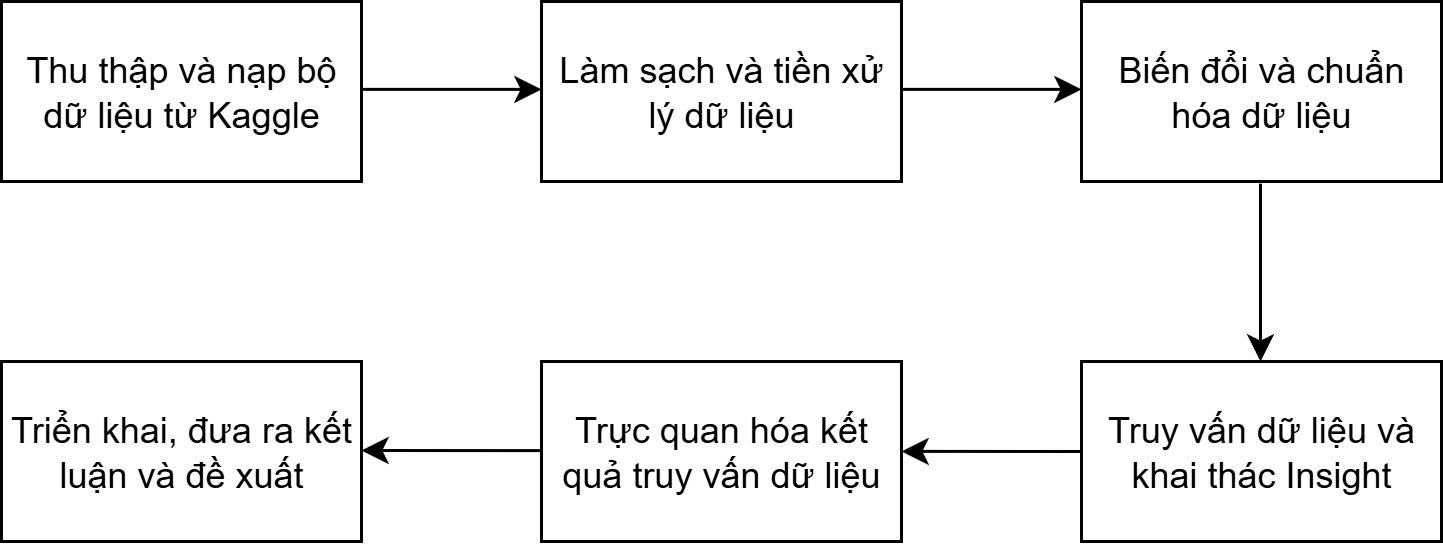 Thu thập và nạp bộ
dữ liệu từ Kaggle
Làm sạch và tiền xử
lý dữ liệu
Biến đổi và chuẩn
hóa dữ liệu
Truy vấn dữ liệu và
khai thác Insight
Trực quan hóa kết
quả truy vấn dữ liệu
Triển khai, đưa ra kết
luận và đề xuất